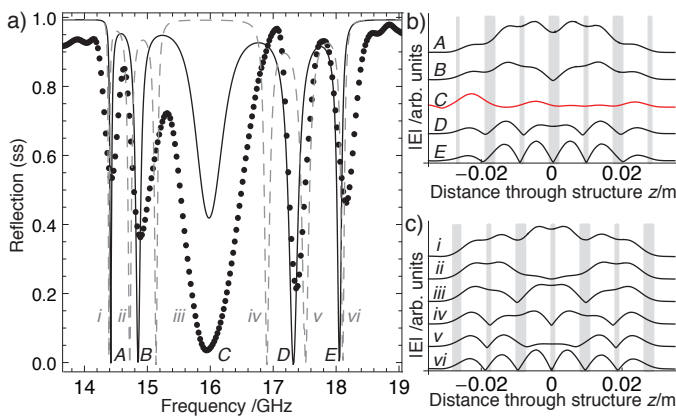 a)
Reflection (ss)
1.00
0.8
0.6
0.4
0.2
0.0
i
ii
iii
iv
v
vi
A
B
C
D
E
14 15 16 17 18 19
Frequency /GHz
b)
|E| /arb. units
A
B
C
D
E
−0.02 0 0.02
Distance through structure z/m
c)
|E| /arb. units
i
ii
iii
iv
v
vi
-0.02 0 0.02
Distance through structure z/m